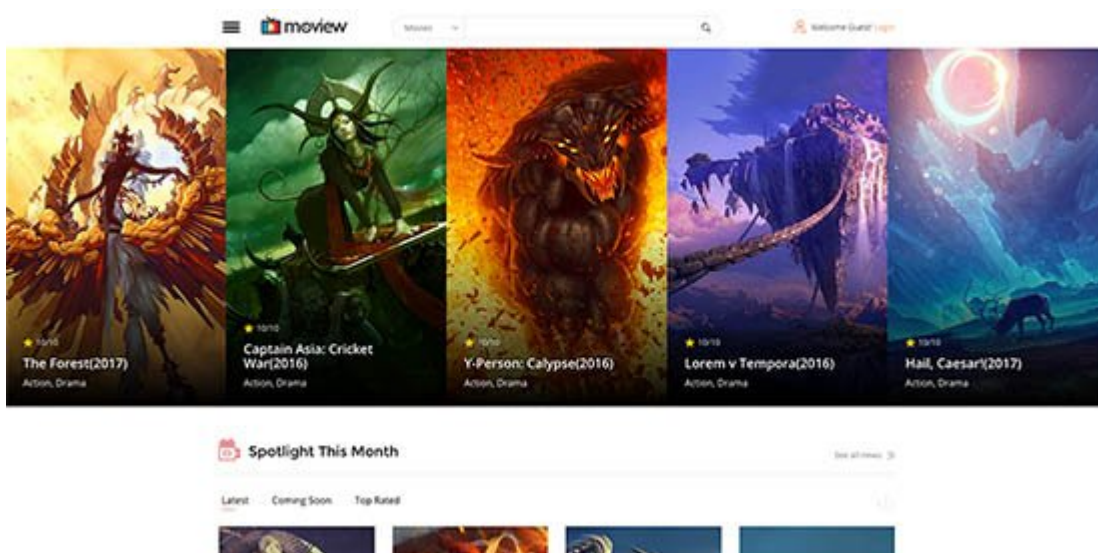 moview
Movies
Welcome Guest! Login
10/10
The Forest(2017)
Action, Drama
10/10
Captain Asia: Cricket
War(2016)
Action, Drama
10/10
Y-Person: Calypse(2016)
Action, Drama
10/10
Lorem v Tempora(2016)
Action, Drama
10/10
Hail, Caesar!(2017)
Action, Drama
Spotlight This Month
See all news
Latest
Coming Soon
Top Rated